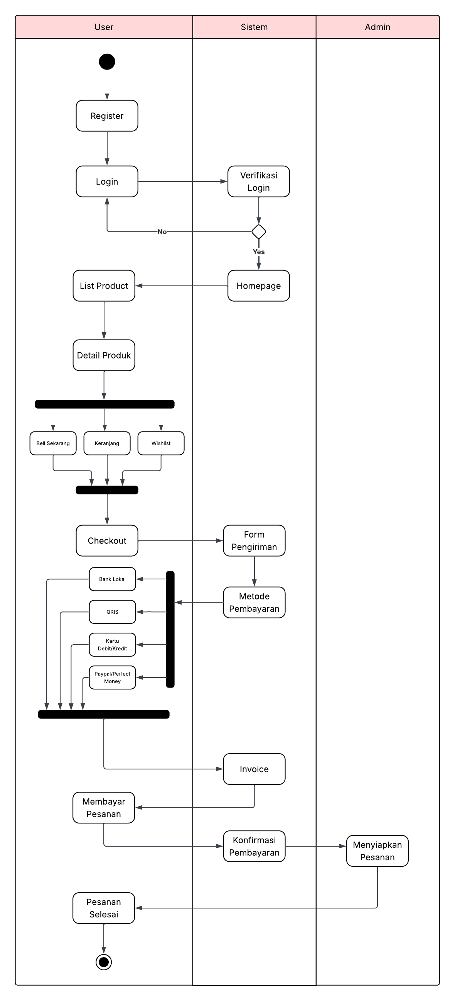 User
Sistem
Admin
Register
Login
Verifikasi
Login
No
Yes
List Product
Homepage
Detail Produk
Beli Sekarang
Keranjang
Wishlist
Checkout
Form
Pengiriman
Bank Lokal
Metode
Pembayaran
QRIS
Kartu
Debit/Kredit
Paypal/Perfect
Money
Invoice
Membayar
Pesanan
Konfirmasi
Pembayaran
Menyiapkan
Pesanan
Pesanan
Selesai